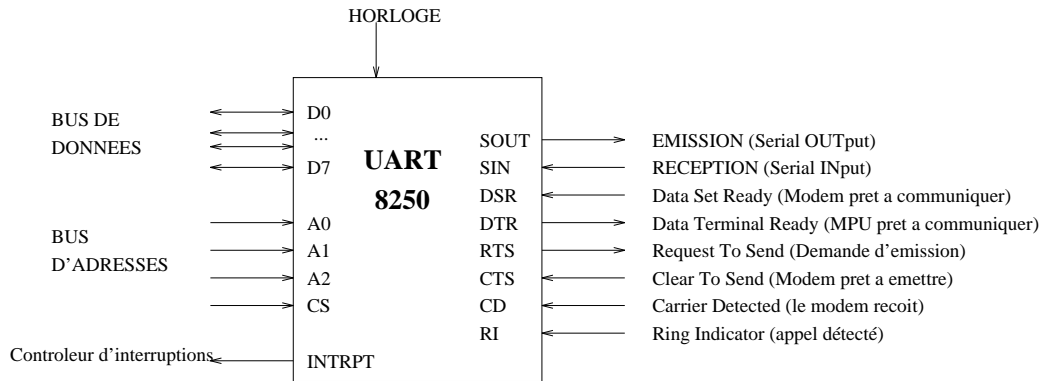 HORLOGE
BUS DE
DONNEES
D0
...
D7
UART
8250
SOUT
EMISSION (Serial OUTput)
SIN
RECEPTION (Serial INput)
DSR
Data Set Ready (Modem pret a communiquer)
DTR
Data Terminal Ready (MPU pret a communiquer)
RTS
Request To Send (Demande d'emission)
CTS
Clear To Send (Modem pret a emettre)
CD
Carrier Detected (le modem recoit)
RI
Ring Indicator (appel détecté)
BUS
D'ADRESSES
A0
A1
A2
CS
Controleur d'interruptions
INTRPT